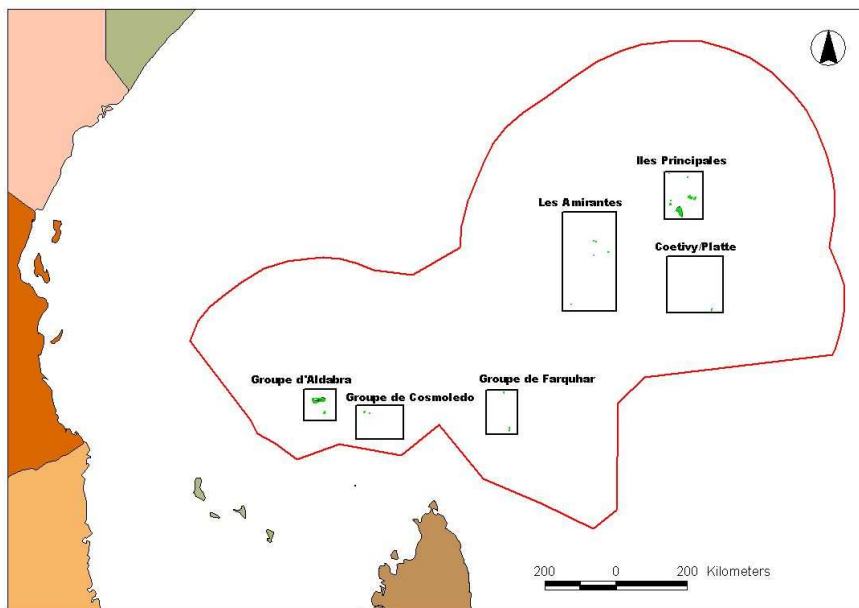 Iles Principales
Les Amirantes
Coetivy/Platte
Groupe d'Aldabra
Groupe de Cosmoledo
Groupe de Farquhar
200 0 200 Kilometers